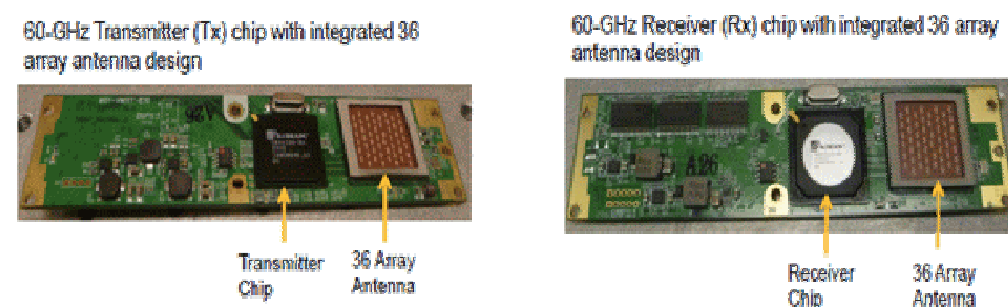 60-GHz Transmitter (Tx) chip with integrated 36
array antenna design
60-GHz Receiver (Rx) chip with integrated 36 array
antenna design
A26
Transmitter
Chip
36 Array
Antenna
Receiver
Chip
36 Array
Antenna